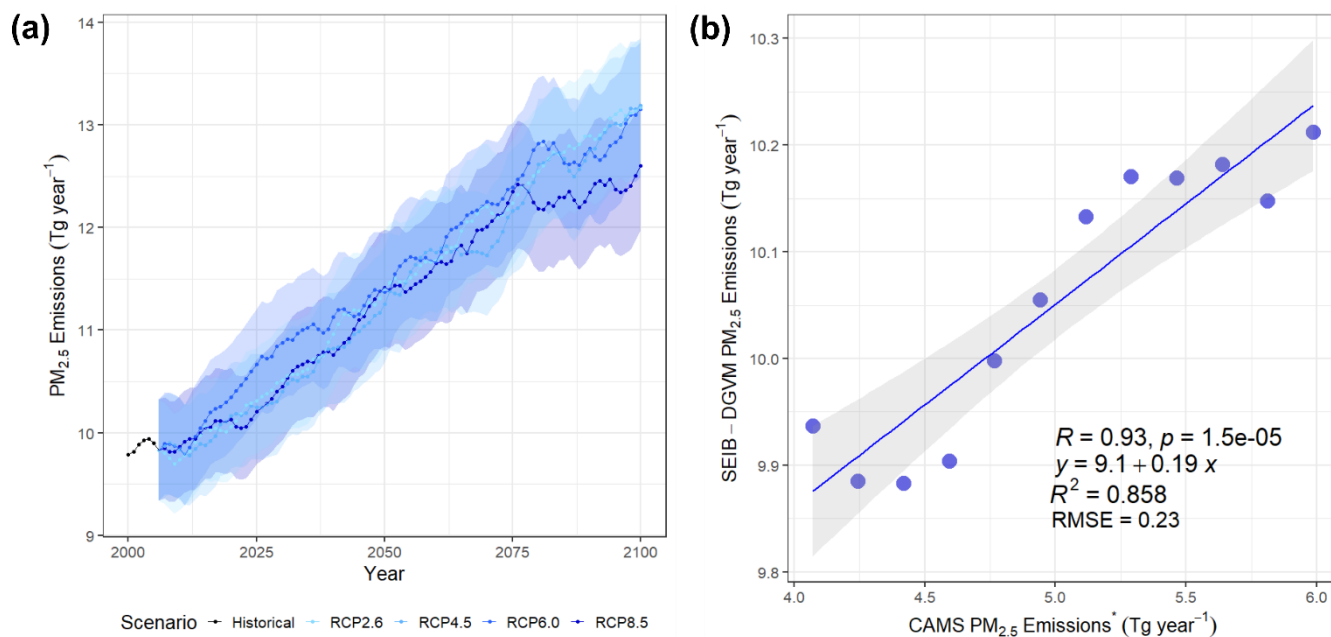 (a)
14
13
12
11
10
9
PM2.5 Emissions (Tg year−1)
2000 2025 2050 2075 2100
Year
Scenario Historical RCP2.6 RCP4.5 RCP6.0 RCP8.5
(b)
10.3
10.2
10.1
10.0
9.9
9.8
SEIB − DGVM PM2.5 Emissions (Tg year−1)
R = 0.93, p = 1.5e-05
y = 9.1 + 0.19 x
R2 = 0.858
RMSE = 0.23
4.0 4.5 5.0 5.5 6.0
CAMS PM2.5 Emissions* (Tg year−1)